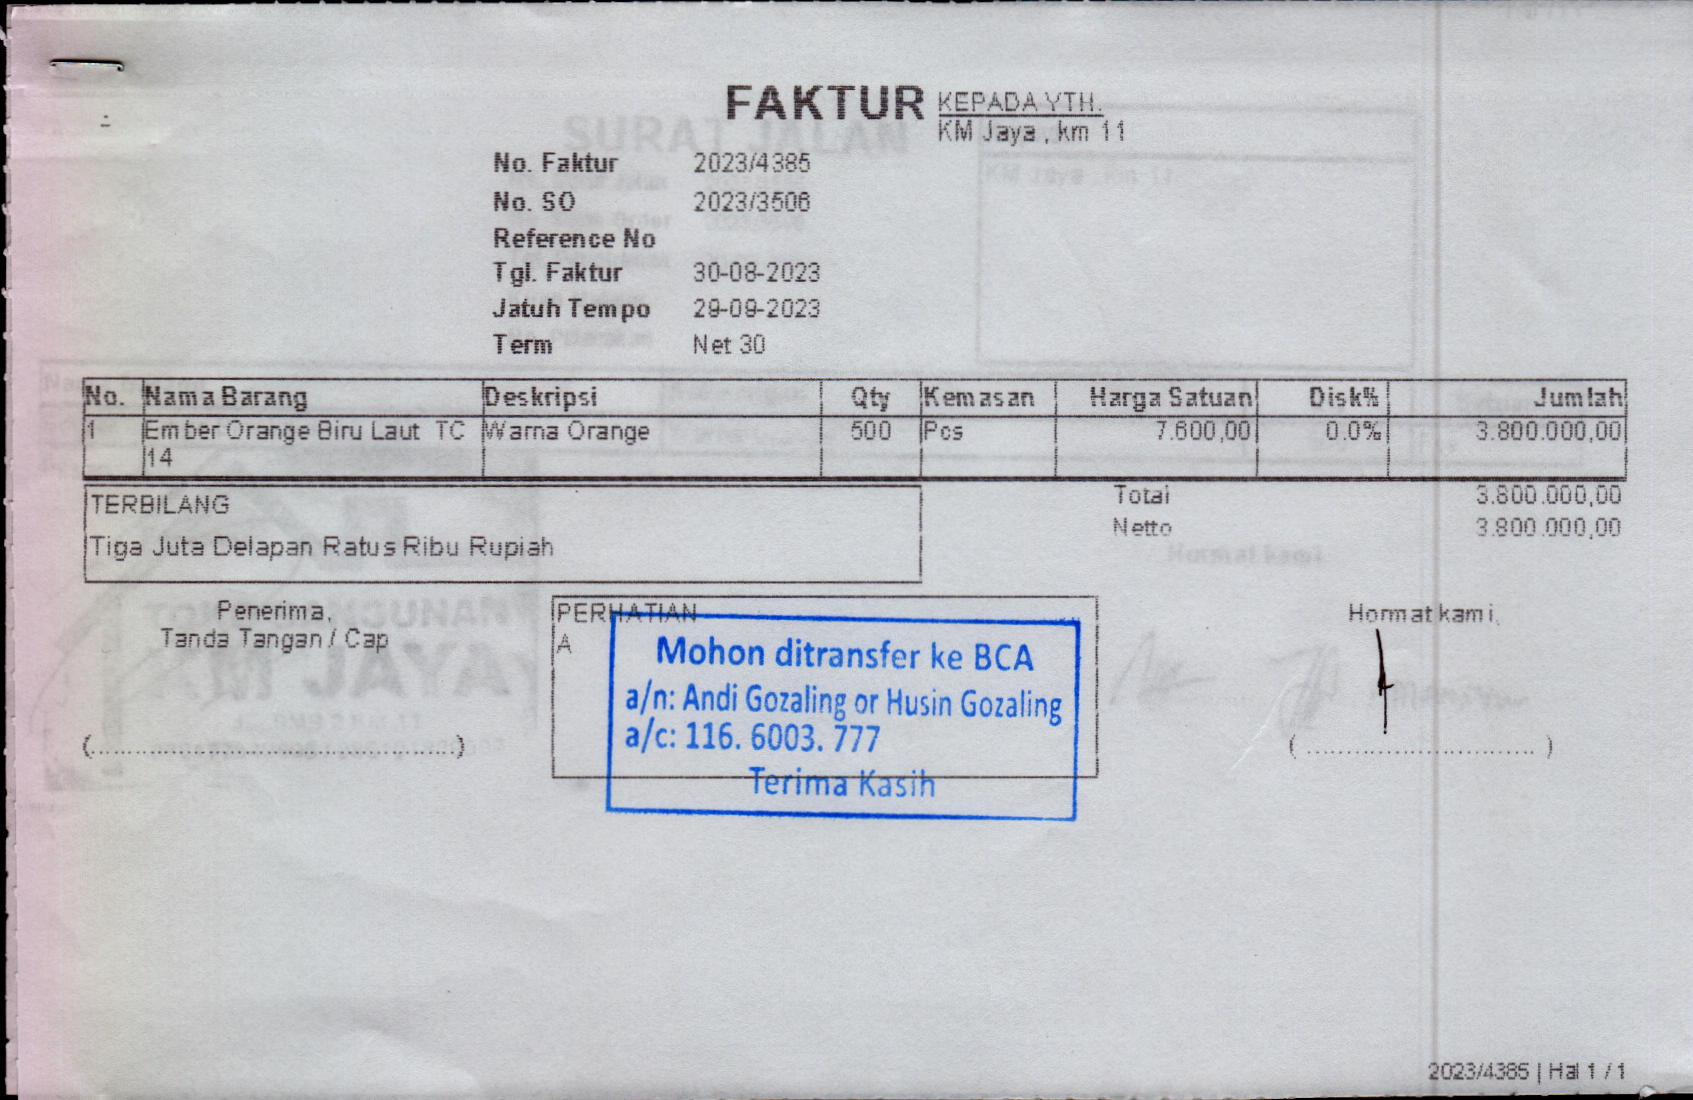 FAKTUR
KEPADA YTH.
KM Jaya , km 11
No. Faktur 2023/4385
No. SO 2023/3506
Reference No
Tgl. Faktur 30-08-2023
Jatuh Tempo 29-09-2023
Term Net 30
No. Nama Barang Deskripsi Qty Kemasan Harga Satuan Disk% Jumlah
1 Ember Orange Biru Laut TC Warna Orange 500 Pcs 7.600,00 0.0% 3.800.000,00
14
TERBILANG
Tiga Juta Delapan Ratus Ribu Rupiah
Total 3.800.000,00
Netto 3.800.000,00
Penerima,
Tanda Tangan / Cap
(..........................................................)
PERHATIAN
A
Mohon ditransfer ke BCA
a/n: Andi Gozaling or Husin Gozaling
a/c: 116. 6003. 777
Terima Kasih
Hormat kami,
( .................................... )
2023/4385 | Hal 1 / 1